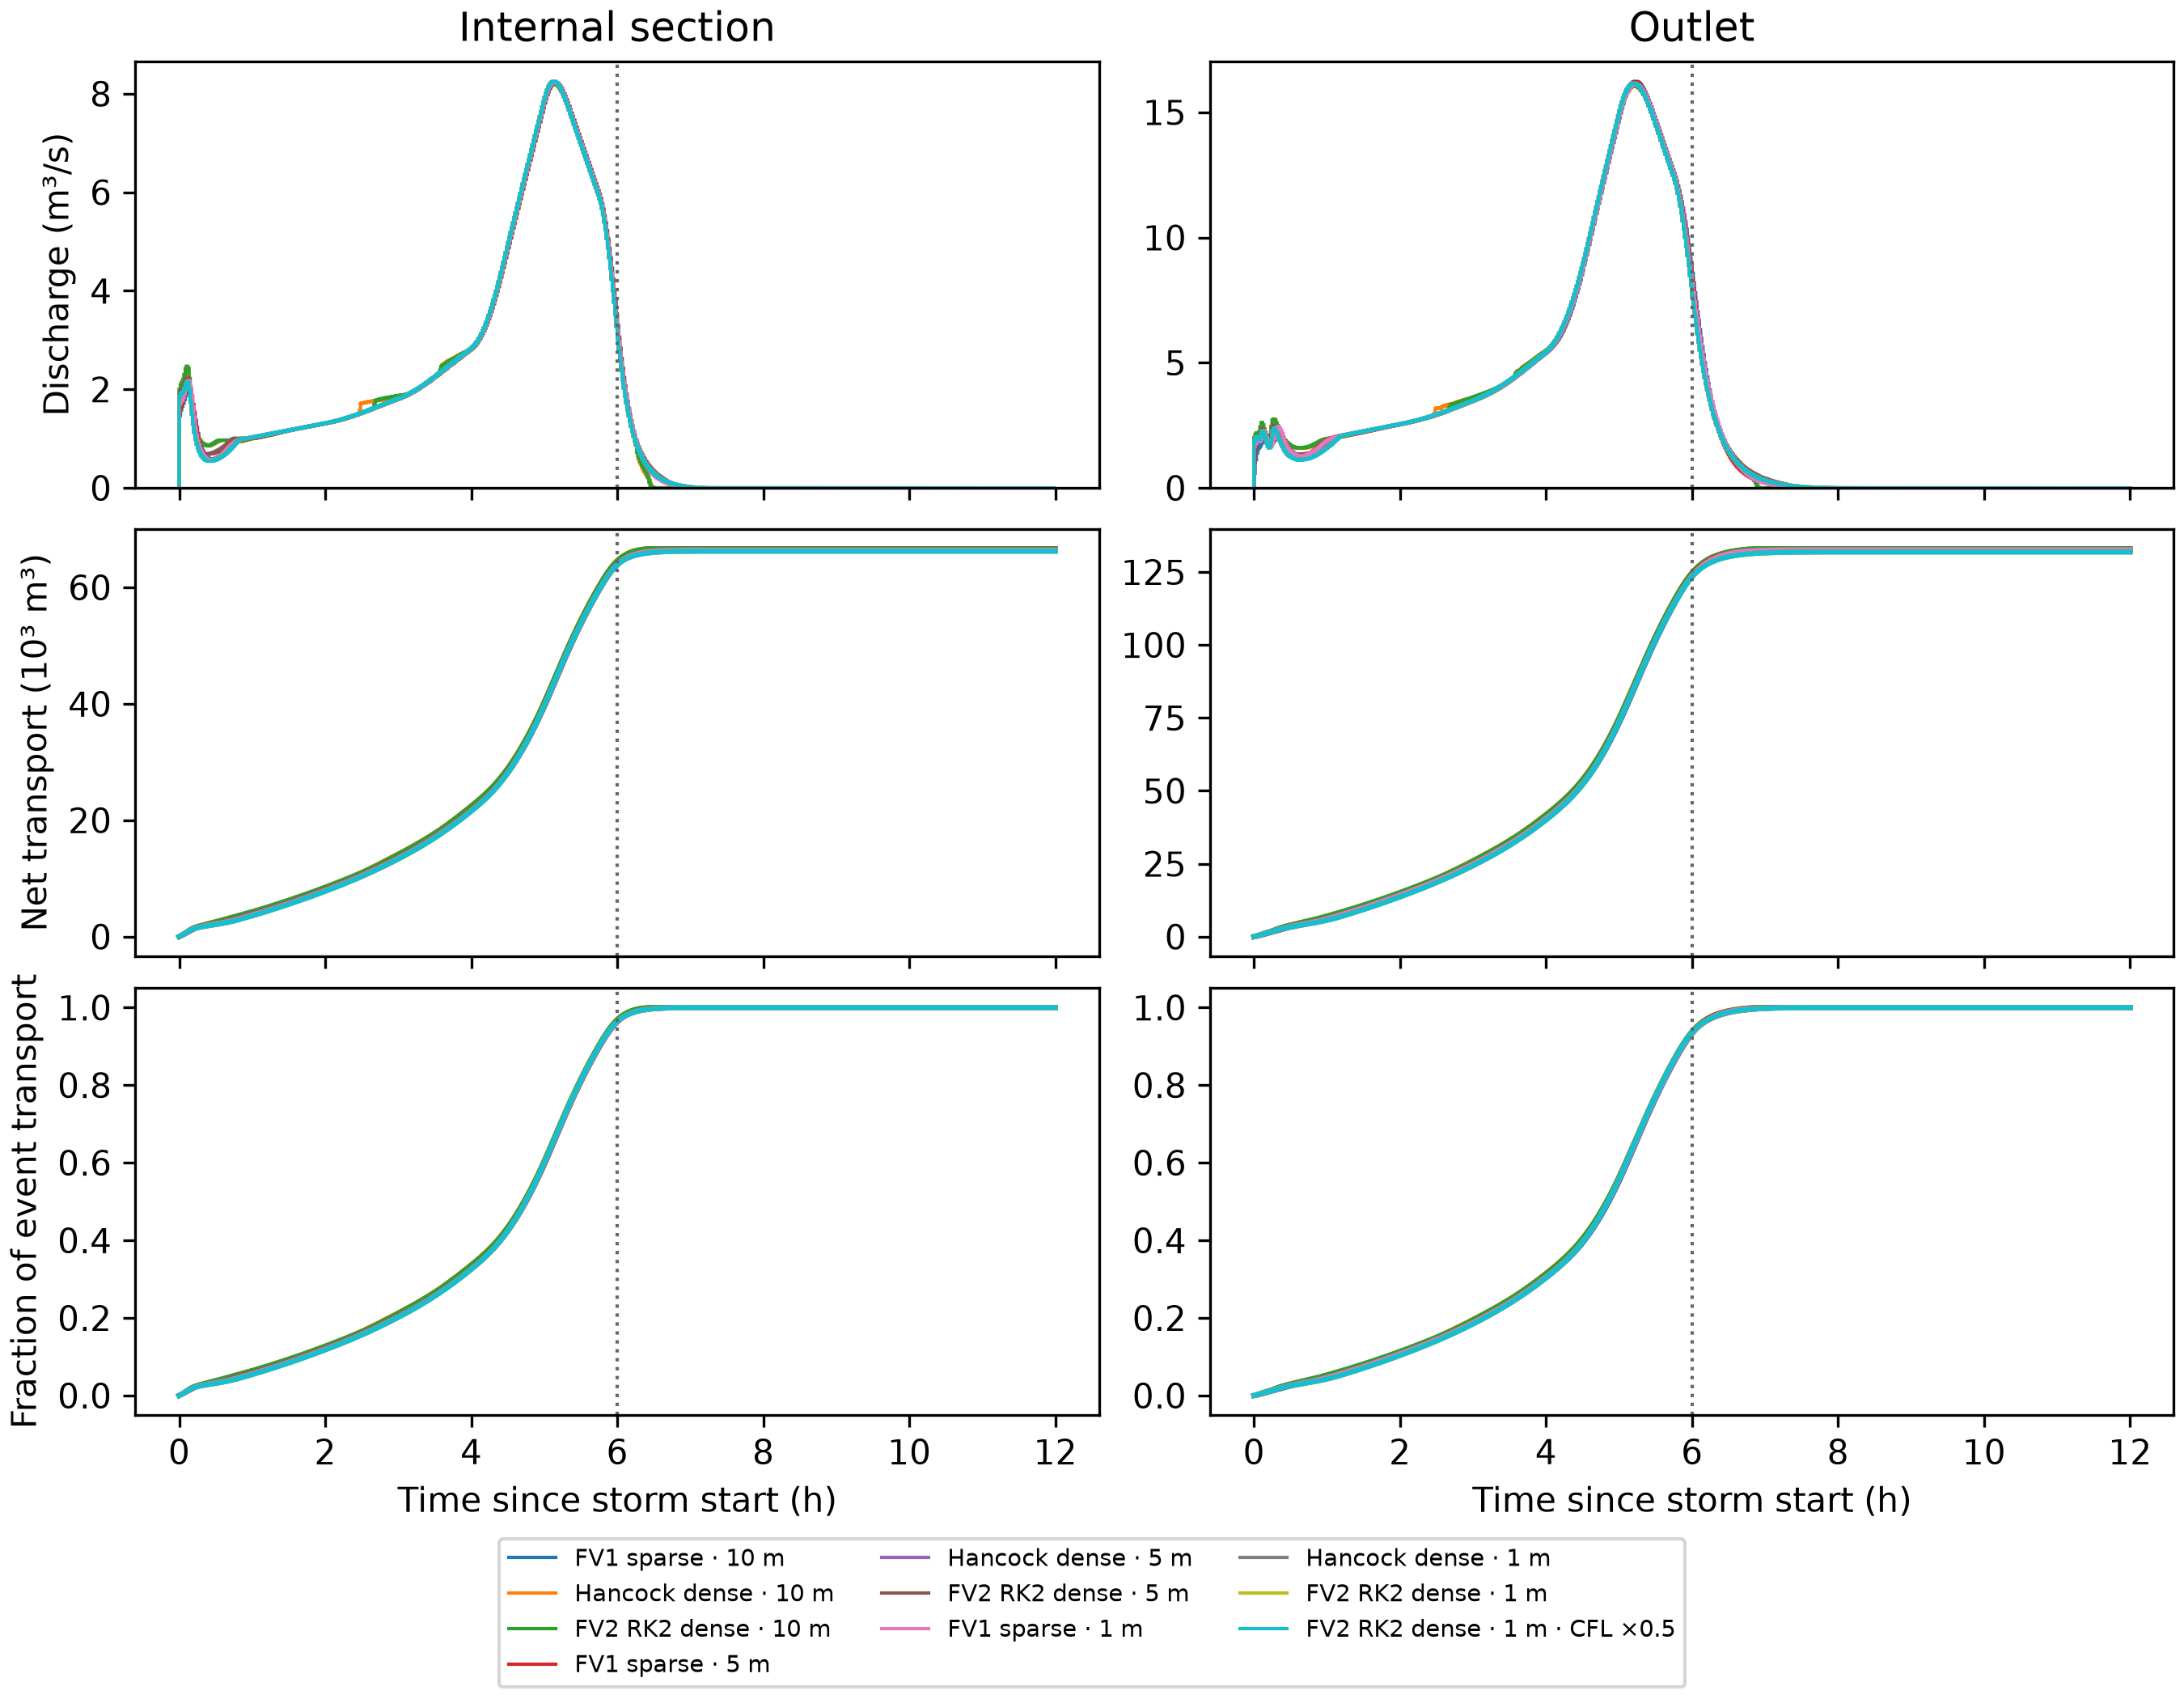 Internal section
Outlet
Discharge (m³/s)
8
6
4
2
0
15
10
5
0
Net transport (10³ m³)
60
40
20
0
125
100
75
50
25
0
Fraction of event transport
1.0
0.8
0.6
0.4
0.2
0.0
1.0
0.8
0.6
0.4
0.2
0.0
0 2 4 6 8 10 12
0 2 4 6 8 10 12
Time since storm start (h)
Time since storm start (h)
FV1 sparse · 10 m
Hancock dense · 10 m
FV2 RK2 dense · 10 m
FV1 sparse · 5 m
Hancock dense · 5 m
FV2 RK2 dense · 5 m
FV1 sparse · 1 m
Hancock dense · 1 m
FV2 RK2 dense · 1 m
FV2 RK2 dense · 1 m · CFL ×0.5